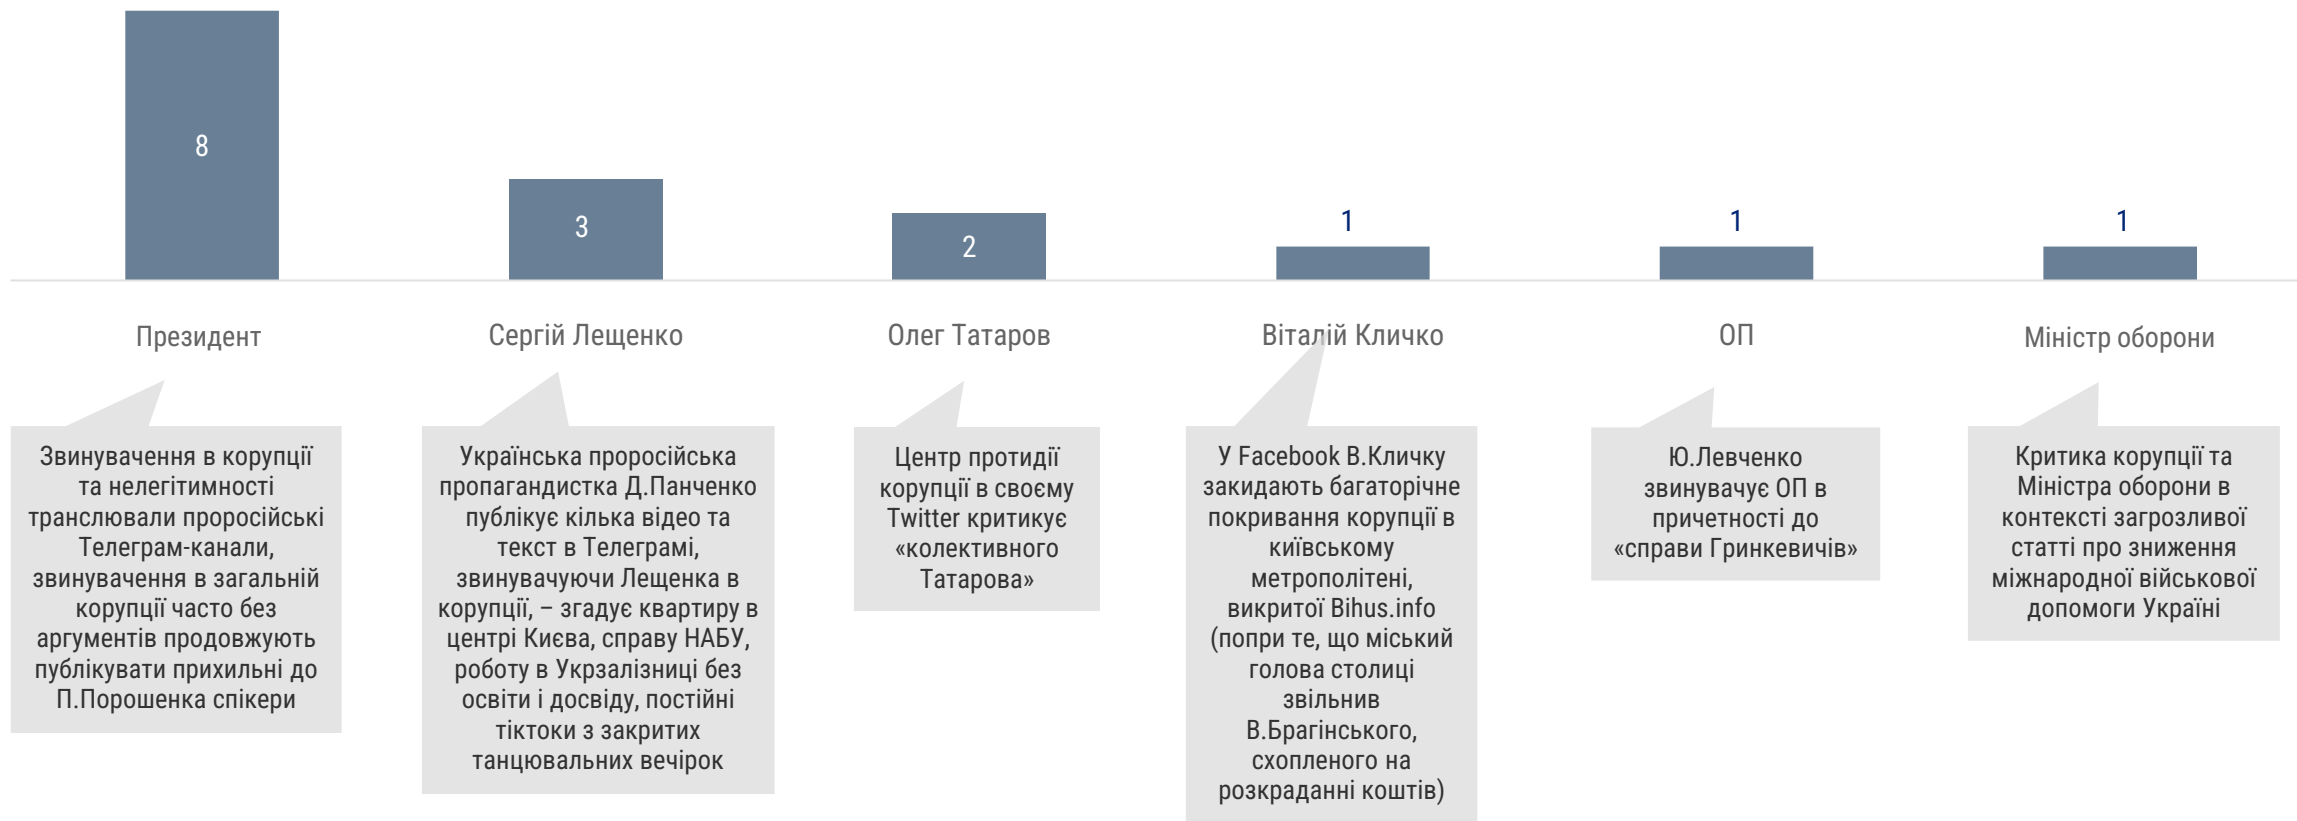 8
3
2
1
1
1
Президент
Сергій Лещенко
Олег Татаров
Віталій Кличко
ОП
Міністр оборони
Звинувачення в корупції
та нелегітимності
транслювали проросійські
Телеграм-канали,
звинувачення в загальній
корупції часто без
аргументів продовжують
публікувати прихильні до
П.Порошенка спікери
Українська проросійська
пропагандистка Д.Панченко
публікує кілька відео та
текст в Телеграмі,
звинувачуючи Лещенка в
корупції, – згадує квартиру в
центрі Києва, справу НАБУ,
роботу в Укрзалізниці без
освіти і досвіду, постійні
тіктоки з закритих
танцювальних вечірок
Центр протидії
корупції в своєму
Twitter критикує
«колективного
Татарова»
У Facebook В.Кличку
закидають багаторічне
покривання корупції в
київському
метрополітені,
викритої Bihus.info
(попри те, що міський
голова столиці
звільнив
В.Брагінського,
схопленого на
розкраданні коштів)
Ю.Левченко
звинувачує ОП в
причетності до
«справи Гринкевичів»
Критика корупції та
Міністра оборони в
контексті загрозливої
статті про зниження
міжнародної військової
допомоги Україні